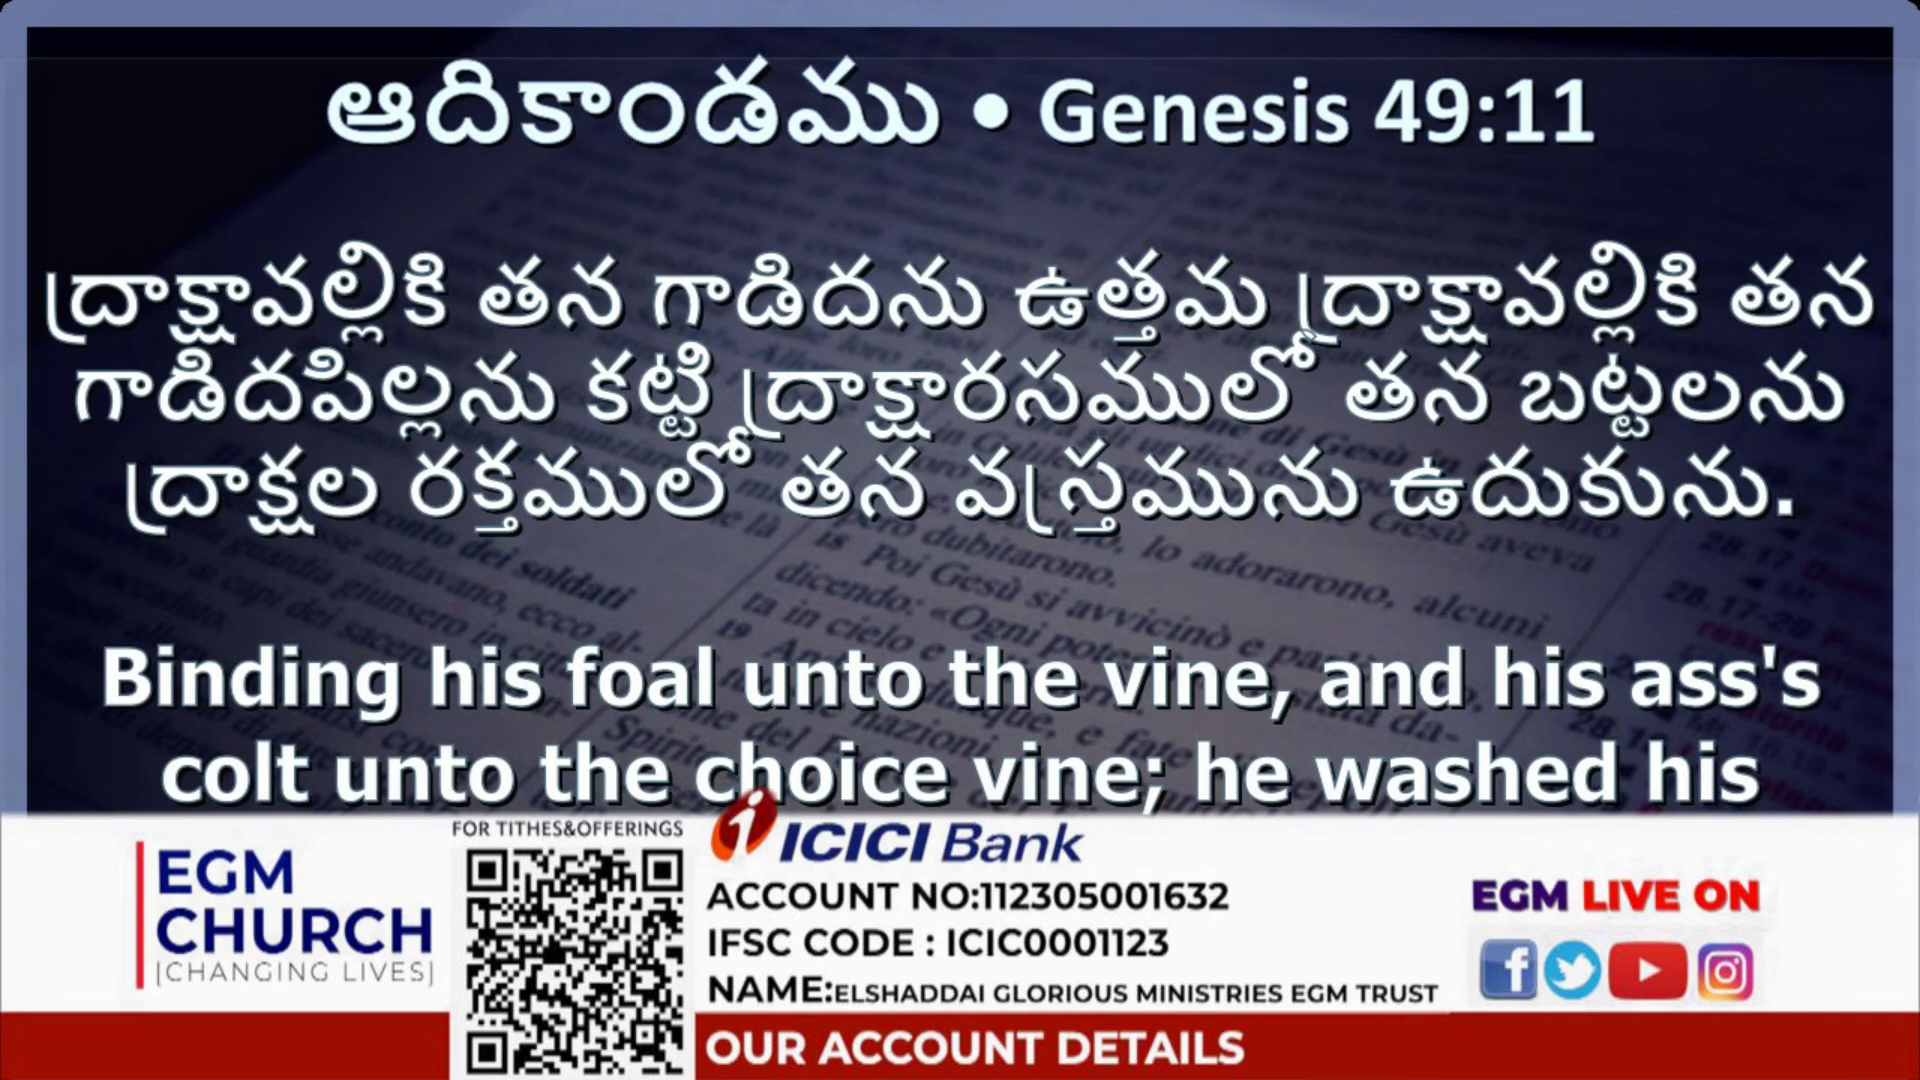 ఆదికాండము • Genesis 49:11
ద్రాక్షావల్లికి తన గాడిదను ఉత్తమ ద్రాక్షావల్లికి తన
గాడిదపిల్లను కట్టి ద్రాక్షారసములో తన బట్టలను
ద్రాక్షల రక్తములో తన వస్త్రమును ఉదుకును.
Binding his foal unto the vine, and his ass's
colt unto the choice vine; he washed his
EGM
CHURCH
[CHANGING LIVES]
FOR TITHES&OFFERINGS
ICICI Bank
ACCOUNT NO:112305001632
IFSC CODE : ICIC0001123
NAME:ELSHADDAI GLORIOUS MINISTRIES EGM TRUST
OUR ACCOUNT DETAILS
EGM LIVE ON